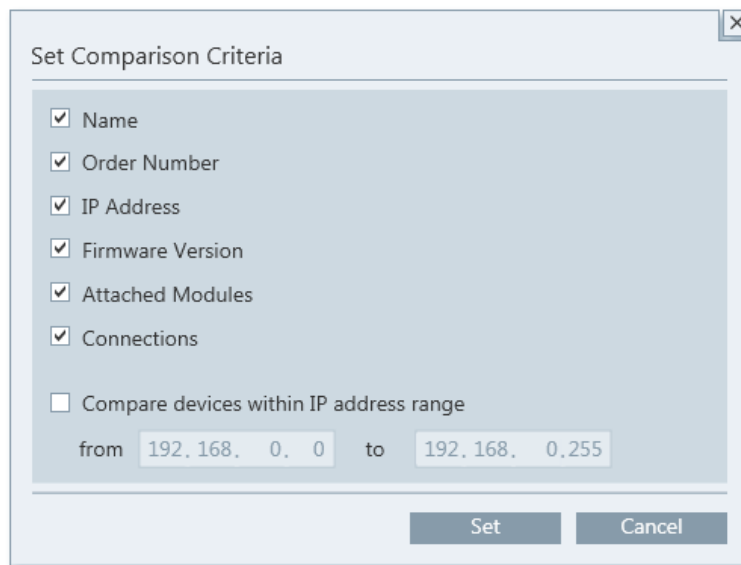 Set Comparison Criteria
Name
Order Number
IP Address
Firmware Version
Attached Modules
Connections
Compare devices within IP address range
from 192.168. 0. 0 to 192.168. 0.255
Set Cancel